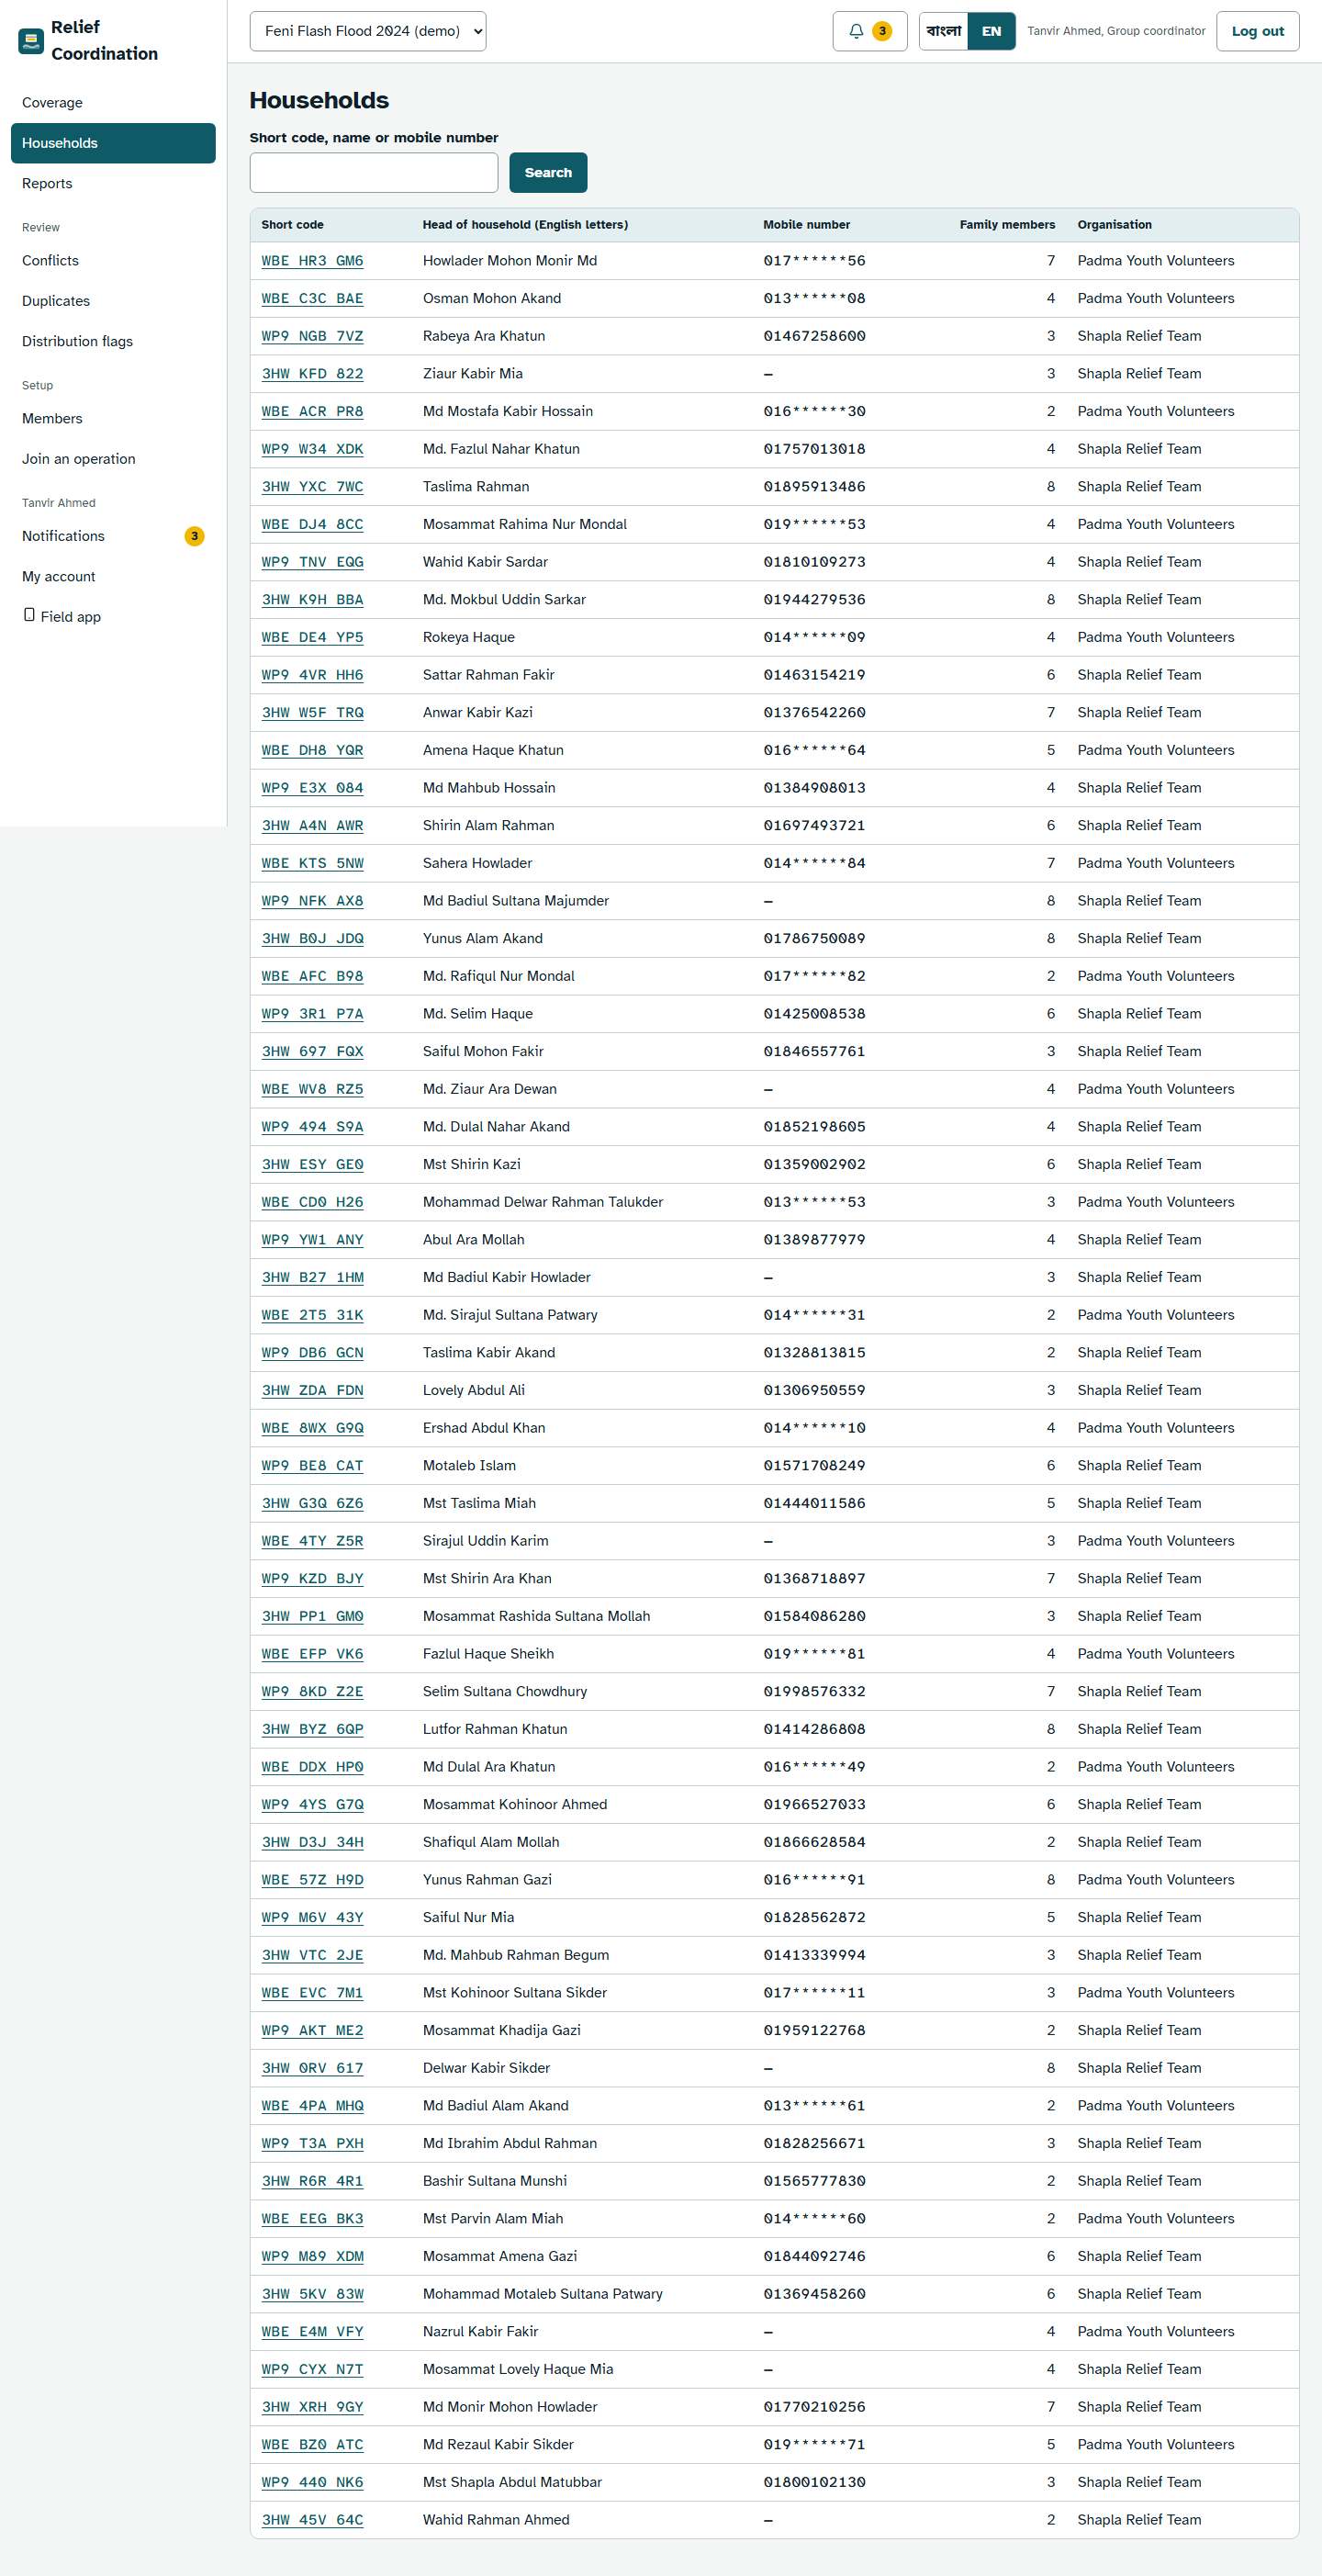 Relief
Coordination
Feni Flash Flood 2024 (demo)
3
বাংলা EN
Tanvir Ahmed, Group coordinator
Log out
Coverage
Households
Reports
Review
Conflicts
Duplicates
Distribution flags
Setup
Members
Join an operation
Tanvir Ahmed
Notifications 3
My account
Field app
Households
Short code, name or mobile number
Search
Short code Head of household (English letters) Mobile number Family members Organisation
WBE HR3 GM6 Howlader Mohon Monir Md 017******56 7 Padma Youth Volunteers
WBE C3C BAE Osman Mohon Akand 013******08 4 Padma Youth Volunteers
WP9 NGB 7VZ Rabeya Ara Khatun 01467258600 3 Shapla Relief Team
3HW KFD 822 Ziaur Kabir Mia – 3 Shapla Relief Team
WBE ACR PR8 Md Mostafa Kabir Hossain 016******30 2 Padma Youth Volunteers
WP9 W34 XDK Md. Fazlul Nahar Khatun 01757013018 4 Shapla Relief Team
3HW YXC 7WC Taslima Rahman 01895913486 8 Shapla Relief Team
WBE DJ4 8CC Mosammat Rahima Nur Mondal 019******53 4 Padma Youth Volunteers
WP9 TNV EQG Wahid Kabir Sardar 01810109273 4 Shapla Relief Team
3HW K9H BBA Md. Mokbul Uddin Sarkar 01944279536 8 Shapla Relief Team
WBE DE4 YP5 Rokeya Haque 014******09 4 Padma Youth Volunteers
WP9 4VR HH6 Sattar Rahman Fakir 01463154219 6 Shapla Relief Team
3HW W5F TRQ Anwar Kabir Kazi 01376542260 7 Shapla Relief Team
WBE DH8 YQR Amena Haque Khatun 016******64 5 Padma Youth Volunteers
WP9 E3X 084 Md Mahbub Hossain 01384908013 4 Shapla Relief Team
3HW A4N AWR Shirin Alam Rahman 01697493721 6 Shapla Relief Team
WBE KTS 5NW Sahera Howlader 014******84 7 Padma Youth Volunteers
WP9 NFK AX8 Md Badiul Sultana Majumder – 8 Shapla Relief Team
3HW B0J JDQ Yunus Alam Akand 01786750089 8 Shapla Relief Team
WBE AFC B98 Md. Rafiqul Nur Mondal 017******82 2 Padma Youth Volunteers
WP9 3R1 P7A Md. Selim Haque 01425008538 6 Shapla Relief Team
3HW 697 FQX Saiful Mohon Fakir 01846557761 3 Shapla Relief Team
WBE WV8 RZ5 Md. Ziaur Ara Dewan – 4 Padma Youth Volunteers
WP9 494 S9A Md. Dulal Nahar Akand 01852198605 4 Shapla Relief Team
3HW ESY GE0 Mst Shirin Kazi 01359002902 6 Shapla Relief Team
WBE CD0 H26 Mohammad Delwar Rahman Talukder 013******53 3 Padma Youth Volunteers
WP9 YW1 ANY Abul Ara Mollah 01389877979 4 Shapla Relief Team
3HW B27 1HM Md Badiul Kabir Howlader – 3 Shapla Relief Team
WBE 2T5 31K Md. Sirajul Sultana Patwary 014******31 2 Padma Youth Volunteers
WP9 DB6 GCN Taslima Kabir Akand 01328813815 2 Shapla Relief Team
3HW ZDA FDN Lovely Abdul Ali 01306950559 3 Shapla Relief Team
WBE 8WX G9Q Ershad Abdul Khan 014******10 4 Padma Youth Volunteers
WP9 BE8 CAT Motaleb Islam 01571708249 6 Shapla Relief Team
3HW G3Q 6Z6 Mst Taslima Miah 01444011586 5 Shapla Relief Team
WBE 4TY Z5R Sirajul Uddin Karim – 3 Padma Youth Volunteers
WP9 KZD BJY Mst Shirin Ara Khan 01368718897 7 Shapla Relief Team
3HW PP1 GM0 Mosammat Rashida Sultana Mollah 01584086280 3 Shapla Relief Team
WBE EFP VK6 Fazlul Haque Sheikh 019******81 4 Padma Youth Volunteers
WP9 8KD Z2E Selim Sultana Chowdhury 01998576332 7 Shapla Relief Team
3HW BYZ 6QP Lutfor Rahman Khatun 01414286808 8 Shapla Relief Team
WBE DDX HP0 Md Dulal Ara Khatun 016******49 2 Padma Youth Volunteers
WP9 4YS G7Q Mosammat Kohinoor Ahmed 01966527033 6 Shapla Relief Team
3HW D3J 34H Shafiqul Alam Mollah 01866628584 2 Shapla Relief Team
WBE 57Z H9D Yunus Rahman Gazi 016******91 8 Padma Youth Volunteers
WP9 M6V 43Y Saiful Nur Mia 01828562872 5 Shapla Relief Team
3HW VTC 2JE Md. Mahbub Rahman Begum 01413339994 3 Shapla Relief Team
WBE EVC 7M1 Mst Kohinoor Sultana Sikder 017******11 3 Padma Youth Volunteers
WP9 AKT ME2 Mosammat Khadija Gazi 01959122768 2 Shapla Relief Team
3HW 0RV 617 Delwar Kabir Sikder – 8 Shapla Relief Team
WBE 4PA MHQ Md Badiul Alam Akand 013******61 2 Padma Youth Volunteers
WP9 T3A PXH Md Ibrahim Abdul Rahman 01828256671 3 Shapla Relief Team
3HW R6R 4R1 Bashir Sultana Munshi 01565777830 2 Shapla Relief Team
WBE EEG BK3 Mst Parvin Alam Miah 014******60 2 Padma Youth Volunteers
WP9 M89 XDM Mosammat Amena Gazi 01844092746 6 Shapla Relief Team
3HW 5KV 83W Mohammad Motaleb Sultana Patwary 01369458260 6 Shapla Relief Team
WBE E4M VFY Nazrul Kabir Fakir – 4 Padma Youth Volunteers
WP9 CYX N7T Mosammat Lovely Haque Mia – 4 Shapla Relief Team
3HW XRH 9GY Md Monir Mohon Howlader 01770210256 7 Shapla Relief Team
WBE BZ0 ATC Md Rezaul Kabir Sikder 019******71 5 Padma Youth Volunteers
WP9 440 NK6 Mst Shapla Abdul Matubbar 01800102130 3 Shapla Relief Team
3HW 45V 64C Wahid Rahman Ahmed – 2 Shapla Relief Team